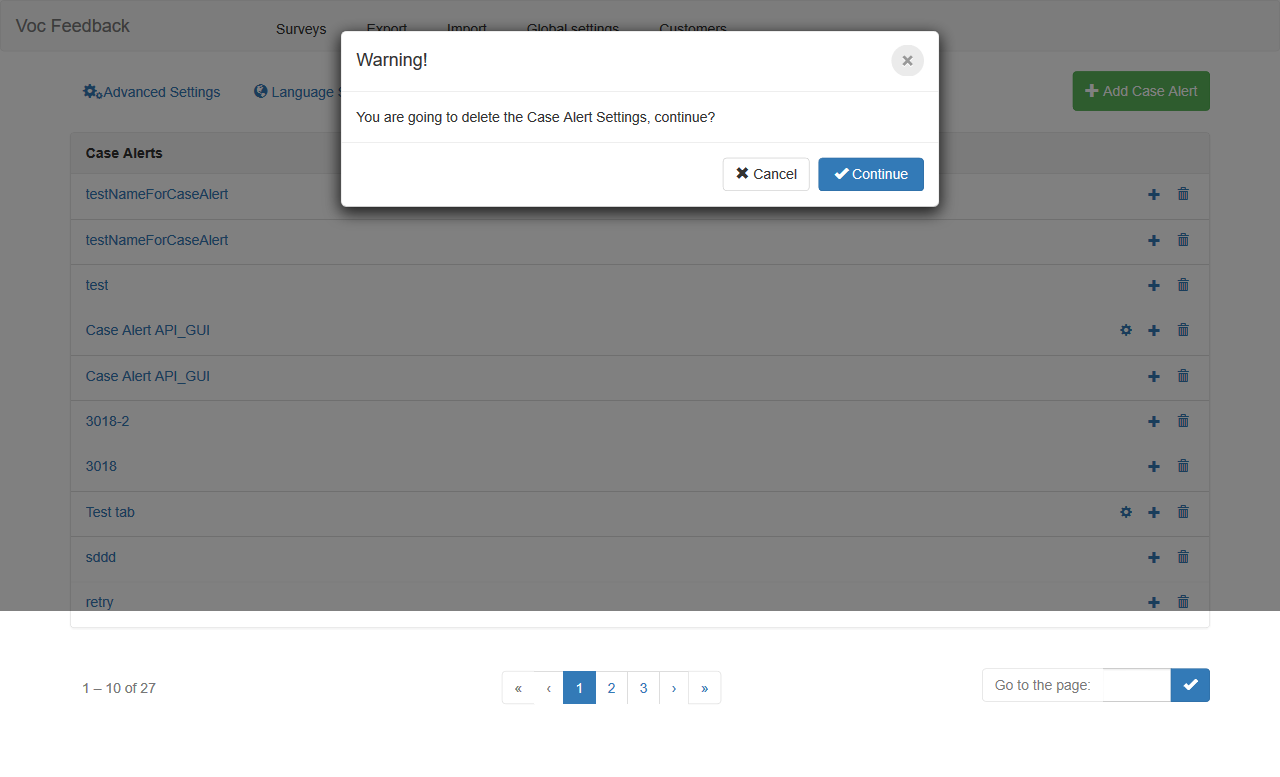 Voc Feedback
Surveys Export Import Global settings Customers
Warning!
Advanced Settings Language
Add Case Alert
You are going to delete the Case Alert Settings, continue?
Cancel Continue
Case Alerts
testNameForCaseAlert
testNameForCaseAlert
test
Case Alert API_GUI
Case Alert API_GUI
3018-2
3018
Test tab
sddd
retry
1 – 10 of 27
« ‹ 1 2 3 › »
Go to the page: